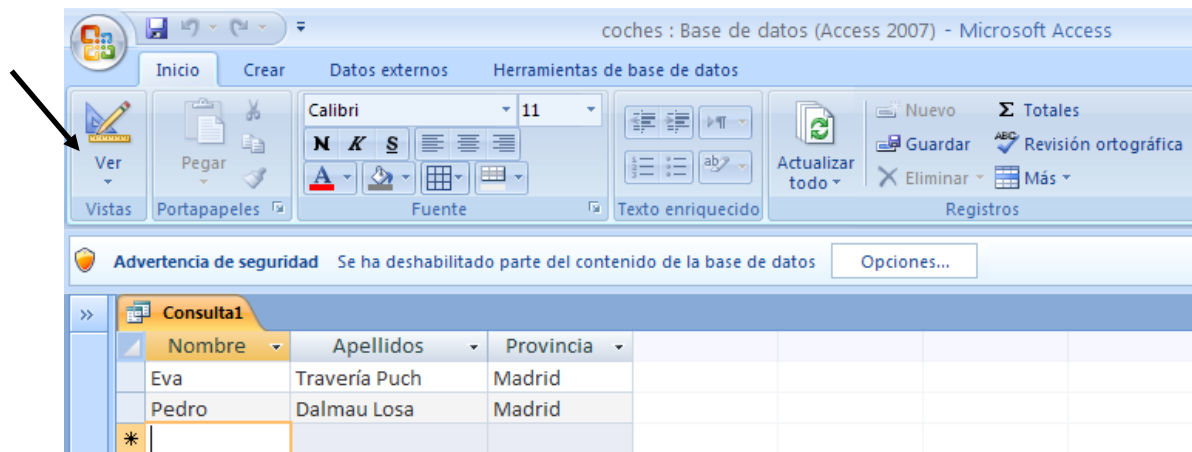 coches : Base de datos (Access 2007) - Microsoft Access
Inicio Crear Datos externos Herramientas de base de datos
Ver
Vistas
Pegar
Portapapeles
Calibri 11
N K S
A
Fuente
ab
Texto enriquecido
Actualizar todo
Nuevo
Guardar
Eliminar
Σ Totales
ABC Revisión ortográfica
Más
Registros
Advertencia de seguridad Se ha deshabilitado parte del contenido de la base de datos Opciones...
» Consulta1
Nombre Apellidos Provincia
Eva Travería Puch Madrid
Pedro Dalmau Losa Madrid
*